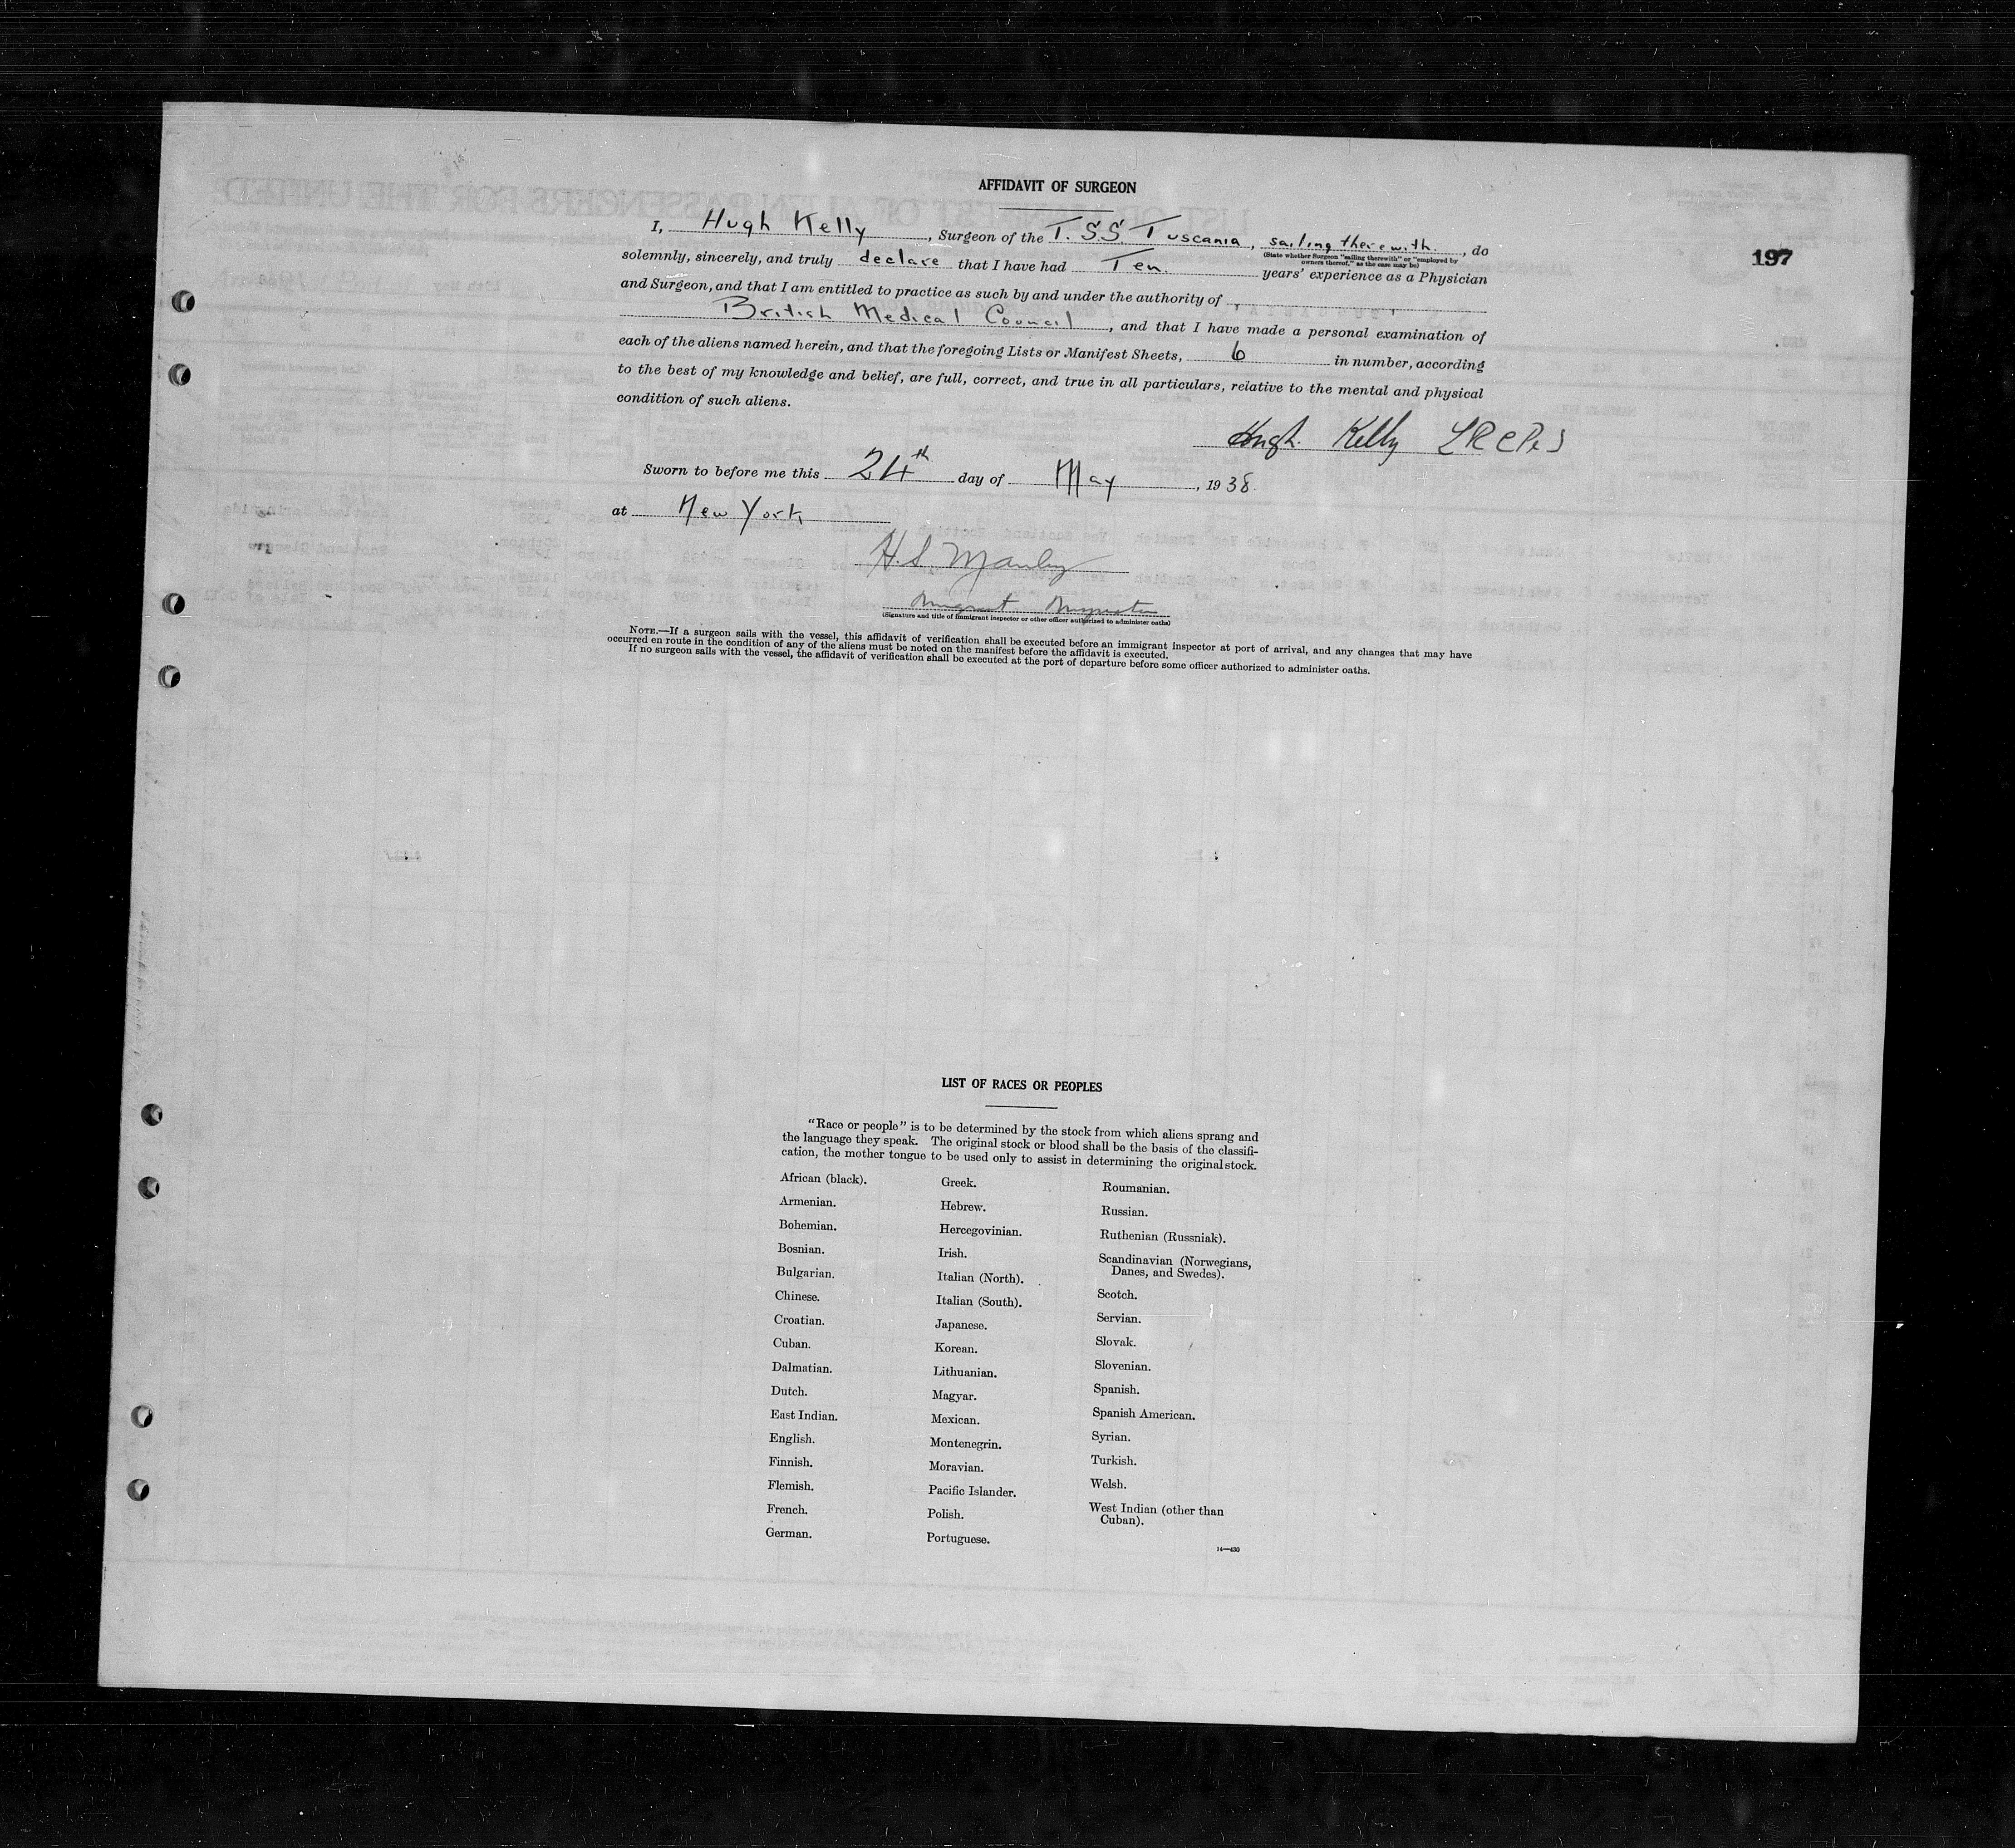 AFFIDAVIT OF SURGEON
197
I, Hugh Kelly, Surgeon of the T.S.S. Tuscania, sailing therewith, do
(State whether Surgeon "sailing therewith" or "employed by
owners thereof," as the case may be)
solemnly, sincerely, and truly declare that I have had Ten years' experience as a Physician
and Surgeon, and that I am entitled to practice as such by and under the authority of
British Medical Council, and that I have made a personal examination of
each of the aliens named herein, and that the foregoing Lists or Manifest Sheets, 6 in number, according
to the best of my knowledge and belief, are full, correct, and true in all particulars, relative to the mental and physical
condition of such aliens.
Hugh Kelly
Sworn to before me this 24th day of May, 1938
at New York
H.S. Manley
Immigrant Inspector
(Signature and title of immigrant inspector or other officer authorized to administer oaths)
NOTE.—If a surgeon sails with the vessel, this affidavit of verification shall be executed before an immigrant inspector at port of arrival, and any changes that may have
occurred en route in the condition of any of the aliens must be noted on the manifest before the affidavit is executed.
If no surgeon sails with the vessel, the affidavit of verification shall be executed at the port of departure before some officer authorized to administer oaths.
LIST OF RACES OR PEOPLES
"Race or people" is to be determined by the stock from which aliens sprang and
the language they speak. The original stock or blood shall be the basis of the classifi-
cation, the mother tongue to be used only to assist in determining the original stock.
African (black).
Armenian.
Bohemian.
Bosnian.
Bulgarian.
Chinese.
Croatian.
Cuban.
Dalmatian.
Dutch.
East Indian.
English.
Finnish.
Flemish.
French.
German.
Greek.
Hebrew.
Hercegovinian.
Irish.
Italian (North).
Italian (South).
Japanese.
Korean.
Lithuanian.
Magyar.
Mexican.
Montenegrin.
Moravian.
Pacific Islander.
Polish.
Portuguese.
Roumanian.
Russian.
Ruthenian (Russniak).
Scandinavian (Norwegians,
Danes, and Swedes).
Scotch.
Servian.
Slovak.
Slovenian.
Spanish.
Spanish American.
Syrian.
Turkish.
Welsh.
West Indian (other than
Cuban).
14—430